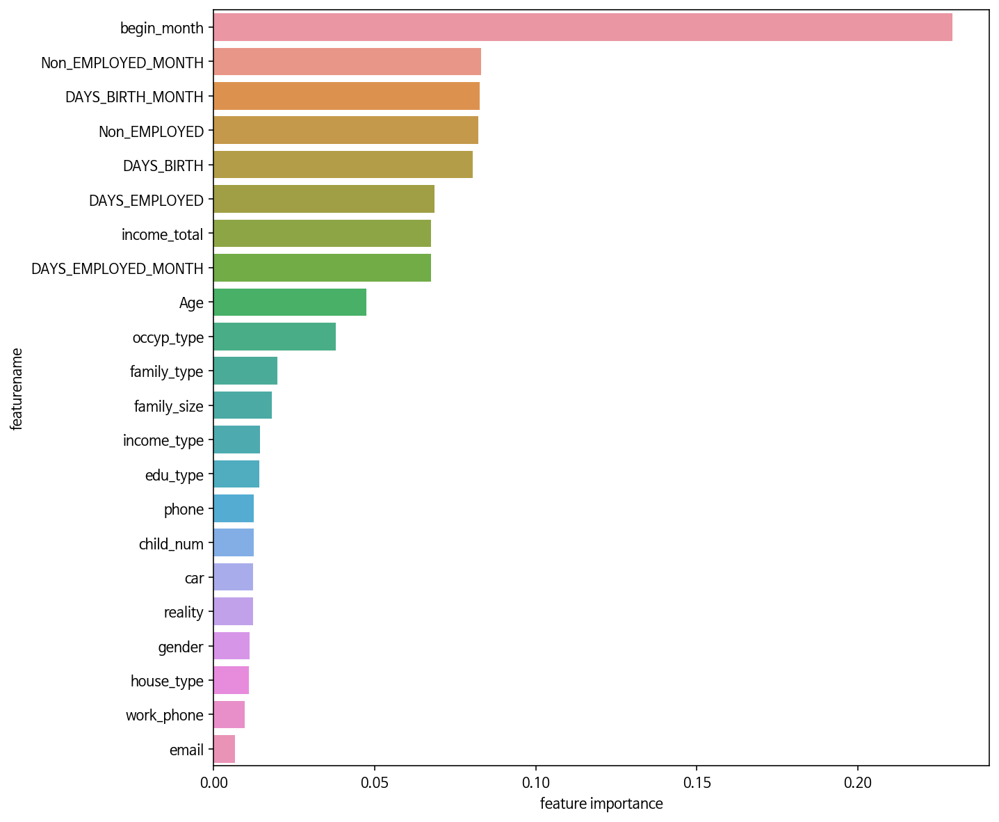 begin_month
Non_EMPLOYED_MONTH
DAYS_BIRTH_MONTH
Non_EMPLOYED
DAYS_BIRTH
DAYS_EMPLOYED
income_total
DAYS_EMPLOYED_MONTH
Age
occyp_type
family_type
family_size
income_type
edu_type
phone
child_num
car
reality
gender
house_type
work_phone
email
featurename
0.00 0.05 0.10 0.15 0.20
feature importance